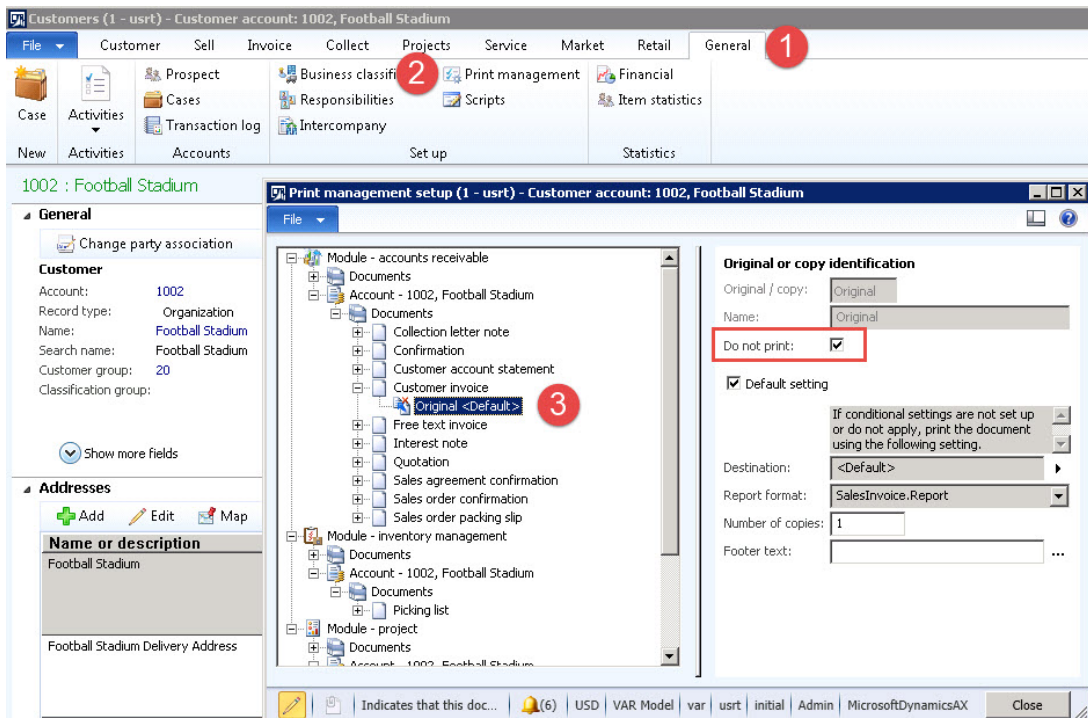 Customers (1 - usrt) - Customer account: 1002, Football Stadium
File Customer Sell Invoice Collect Projects Service Market Retail General 1
Case
New
Activities
Activities
Prospect
Cases
Transaction log
Accounts
Business classifi 2 Print management
Responsibilities Scripts
Intercompany
Set up
Financial
Item statistics
Statistics
1002 : Football Stadium
General
Change party association
Customer
Account: 1002
Record type: Organization
Name: Football Stadium
Search name: Football Stadium
Customer group: 20
Classification group:
Show more fields
Addresses
Add Edit Map
Name or description
Football Stadium
Football Stadium Delivery Address
Print management setup (1 - usrt) - Customer account: 1002, Football Stadium
File
Module - accounts receivable
Documents
Account - 1002, Football Stadium
Documents
Collection letter note
Confirmation
Customer account statement
Customer invoice
Original <Default> 3
Free text invoice
Interest note
Quotation
Sales agreement confirmation
Sales order confirmation
Sales order packing slip
Module - inventory management
Documents
Account - 1002, Football Stadium
Documents
Picking list
Module - project
Documents
Account - 1002, Football Stadium
Original or copy identification
Original / copy: Original
Name: Original
Do not print:
Default setting
If conditional settings are not set up
or do not apply, print the document
using the following setting.
Destination: <Default>
Report format: SalesInvoice.Report
Number of copies: 1
Footer text: ...
Indicates that this doc... (6) USD VAR Model var usrt initial Admin MicrosoftDynamicsAX Close